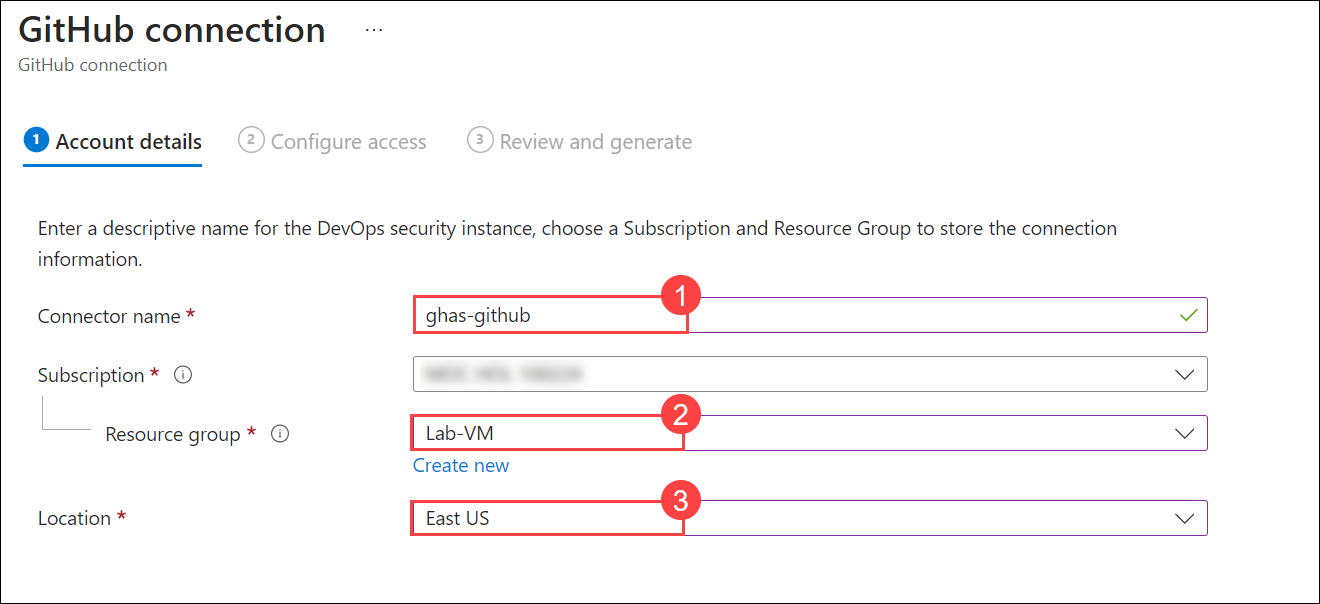 GitHub connection ...
GitHub connection
1 Account details 2 Configure access 3 Review and generate
Enter a descriptive name for the DevOps security instance, choose a Subscription and Resource Group to store the connection
information.
1
Connector name * ghas-github
Subscription *
2
Resource group * Lab-VM
Create new
3
Location * East US